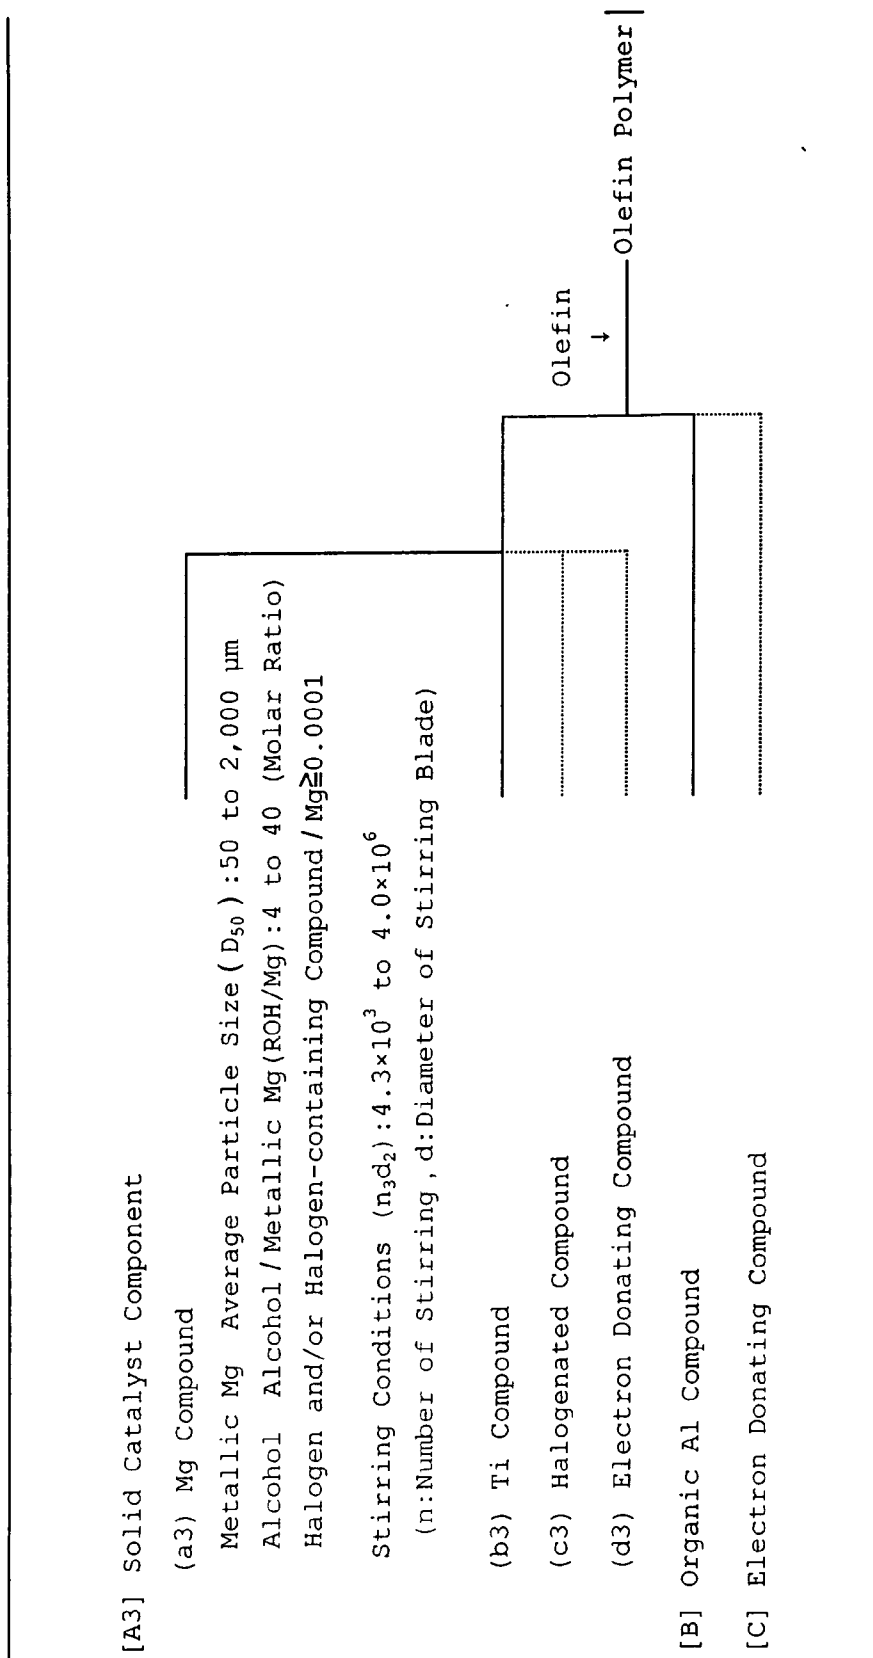 [A3] Solid Catalyst Component
(a3) Mg Compound
Metallic Mg Average Particle Size(D₅₀):50 to 2,000 µm
Alcohol Alcohol/Metallic Mg(ROH/Mg):4 to 40 (Molar Ratio)
Halogen and/or Halogen-containing Compound/Mg≧0.0001
Stirring Conditions (n₃d₂):4.3×10³ to 4.0×10⁶
(n:Number of Stirring, d:Diameter of Stirring Blade)
(b3) Ti Compound
(c3) Halogenated Compound
(d3) Electron Donating Compound
[B] Organic Al Compound
[C] Electron Donating Compound
Olefin
↓
Olefin Polymer